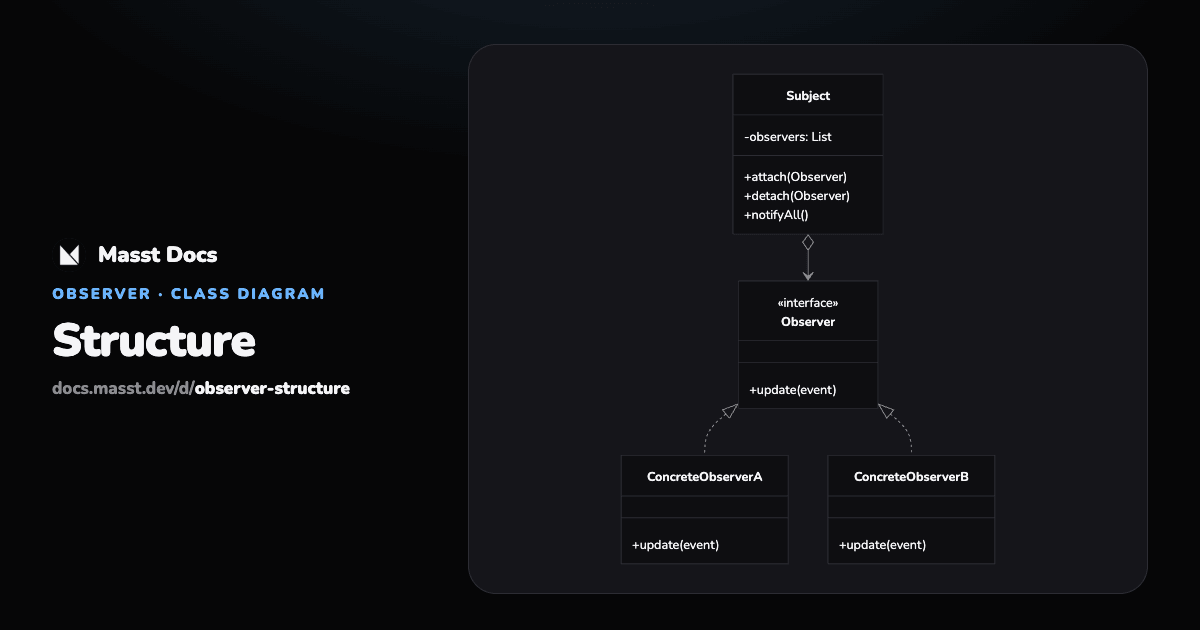 Masst Docs
OBSERVER · CLASS DIAGRAM
Structure
docs.masst.dev/d/observer-structure
Subject
-observers: List
+attach(Observer)
+detach(Observer)
+notifyAll()
«interface»
Observer
+update(event)
ConcreteObserverA
+update(event)
ConcreteObserverB
+update(event)